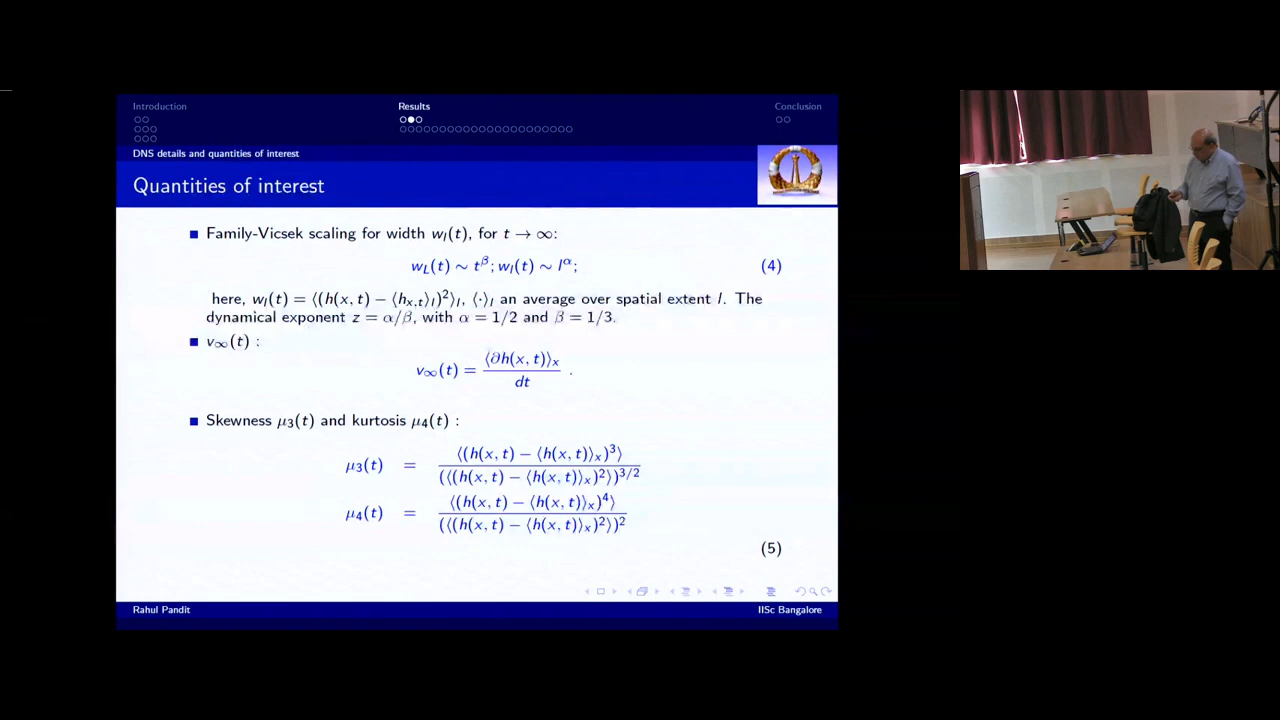 Introduction
Results
Conclusion
DNS details and quantities of interest
Quantities of interest
■ Family-Vicsek scaling for width w_l(t), for t → ∞:
w_L(t) ∼ t^β; w_l(t) ∼ l^α; (4)
here, w_l(t) = ⟨(h(x, t) − ⟨h_{x,t}⟩_l)^2⟩_l, ⟨·⟩_l an average over spatial extent l. The
dynamical exponent z = α/β, with α = 1/2 and β = 1/3.
■ v_∞(t) :
v_∞(t) = ⟨∂h(x, t)⟩_x / dt .
■ Skewness μ_3(t) and kurtosis μ_4(t) :
μ_3(t) = ⟨(h(x, t) − ⟨h(x, t)⟩_x)^3⟩ / (⟨(h(x, t) − ⟨h(x, t)⟩_x)^2⟩)^{3/2}
μ_4(t) = ⟨(h(x, t) − ⟨h(x, t)⟩_x)^4⟩ / (⟨(h(x, t) − ⟨h(x, t)⟩_x)^2⟩)^2
(5)
Rahul Pandit
IISc Bangalore